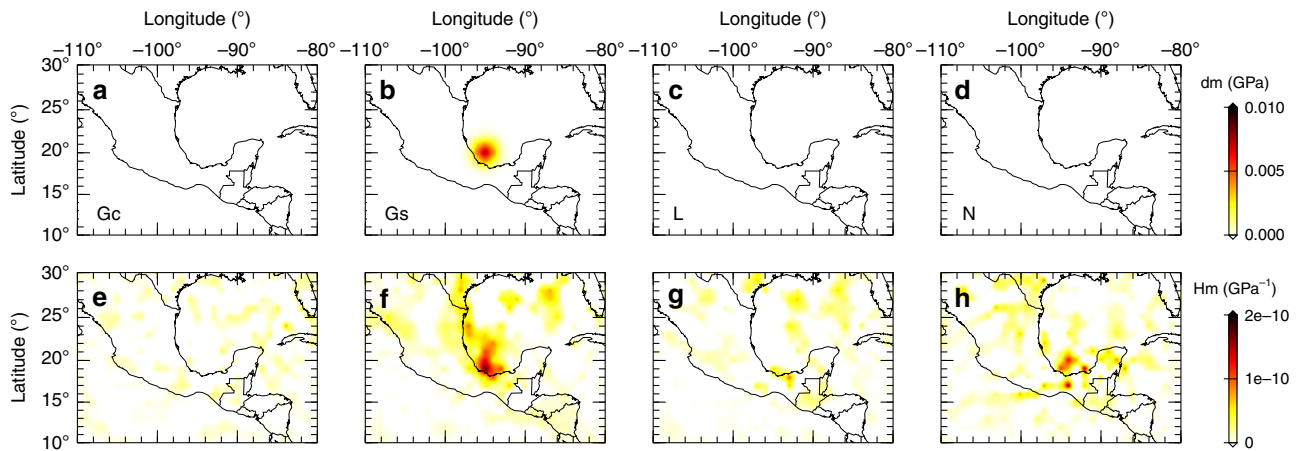 Longitude (°) Longitude (°) Longitude (°) Longitude (°)
−110° −100° −90° −80° −110° −100° −90° −80° −110° −100° −90° −80° −110° −100° −90° −80°
30°
25°
20°
15°
10°
Latitude (°)
a b c d
Gc Gs L N
dm (GPa)
0.010
0.005
0.000
30°
25°
20°
15°
10°
Latitude (°)
e f g h
Hm (GPa⁻¹)
2e−10
1e−10
0